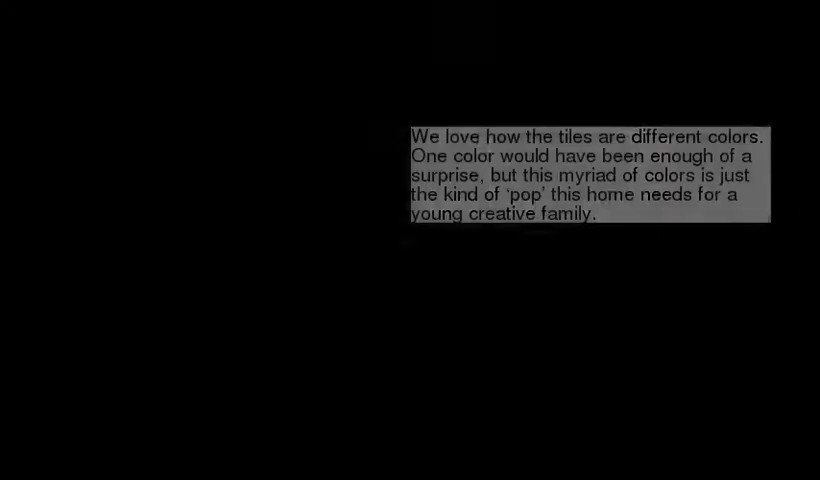 We love how the tiles are different colors.
One color would have been enough of a
surprise, but this myriad of colors is just
the kind of ‘pop’ this home needs for a
young creative family.